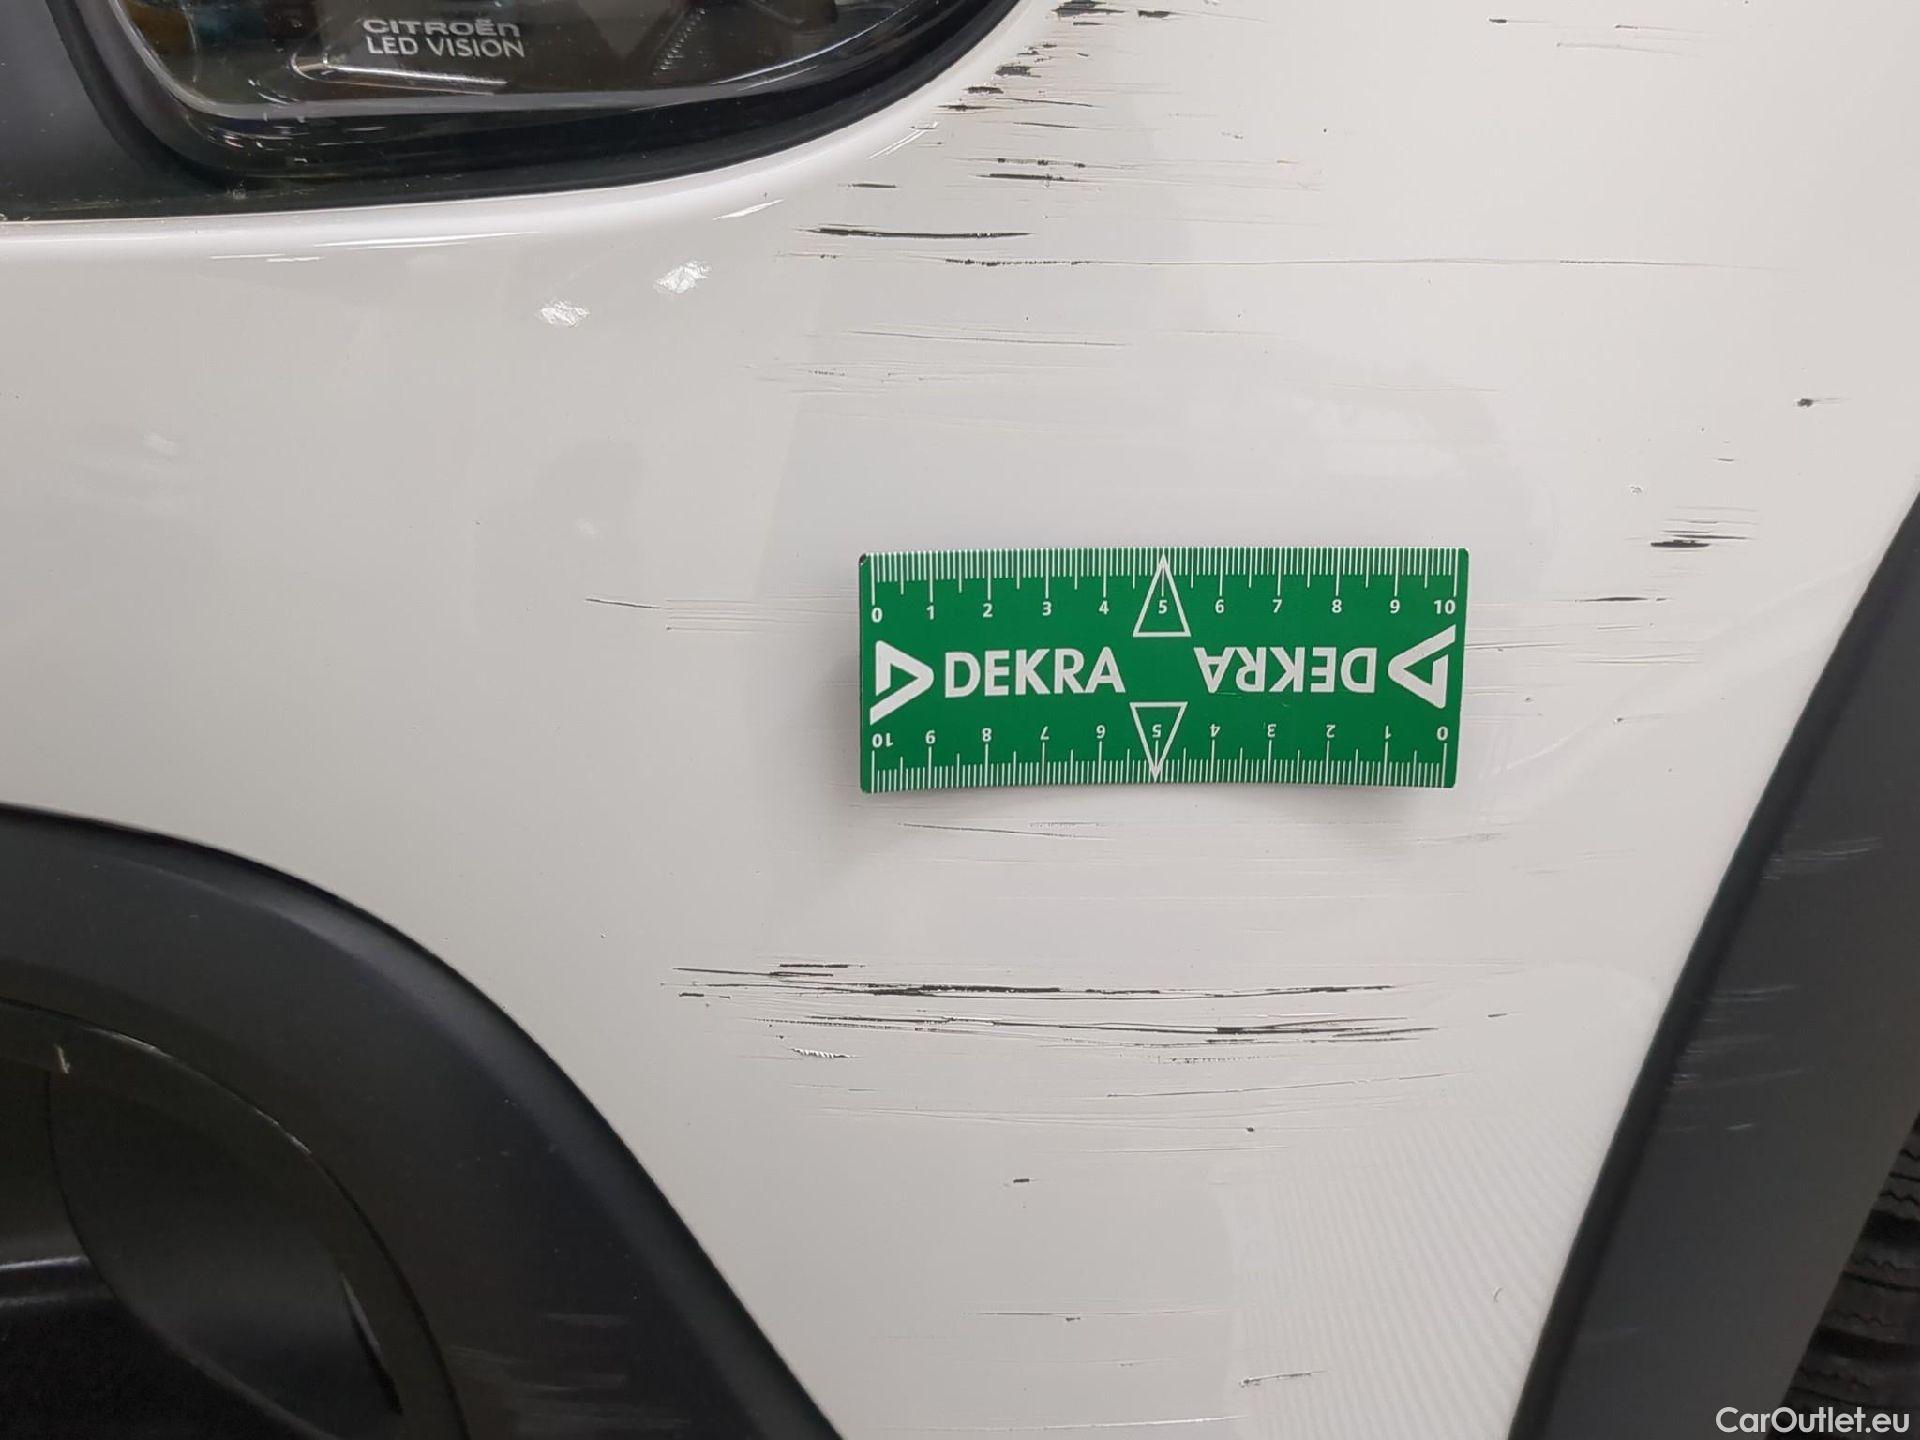 CITROËN
LED VISION
0 1 2 3 4 5 6 7 8 9 10
DEKRA DEKRA
10 9 8 7 6 5 4 3 2 1 0
CarOutlet.eu